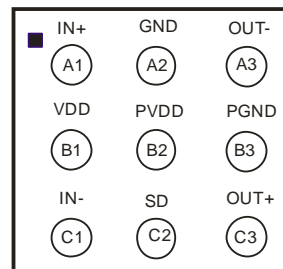 IN+ GND OUT-
A1 A2 A3
VDD PVDD PGND
B1 B2 B3
IN- SD OUT+
C1 C2 C3